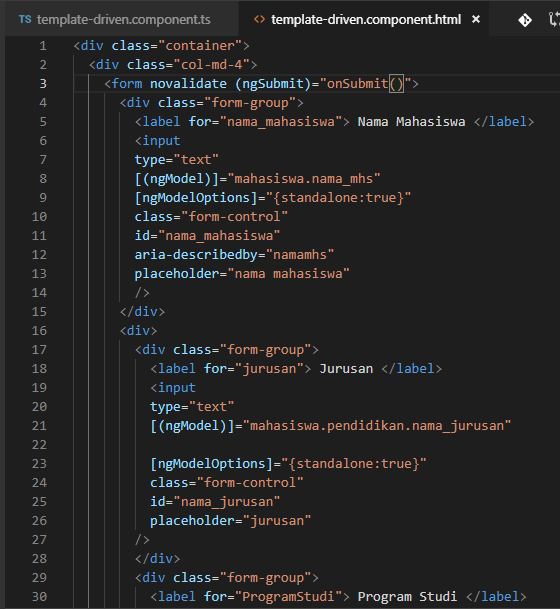 TS template-driven.component.ts <> template-driven.component.html ×
1 <div class="container">
2 <div class="col-md-4">
3 <form novalidate (ngSubmit)="onSubmit()">
4 <div class="form-group">
5 <label for="nama_mahasiswa"> Nama Mahasiswa </label>
6 <input
7 type="text"
8 [(ngModel)]="mahasiswa.nama_mhs"
9 [ngModelOptions]="{standalone:true}"
10 class="form-control"
11 id="nama_mahasiswa"
12 aria-describedby="namamhs"
13 placeholder="nama mahasiswa"
14 />
15 </div>
16 <div>
17 <div class="form-group">
18 <label for="jurusan"> Jurusan </label>
19 <input
20 type="text"
21 [(ngModel)]="mahasiswa.pendidikan.nama_jurusan"
22
23 [ngModelOptions]="{standalone:true}"
24 class="form-control"
25 id="nama_jurusan"
26 placeholder="jurusan"
27 />
28 </div>
29 <div class="form-group">
30 <label for="ProgramStudi"> Program Studi </label>